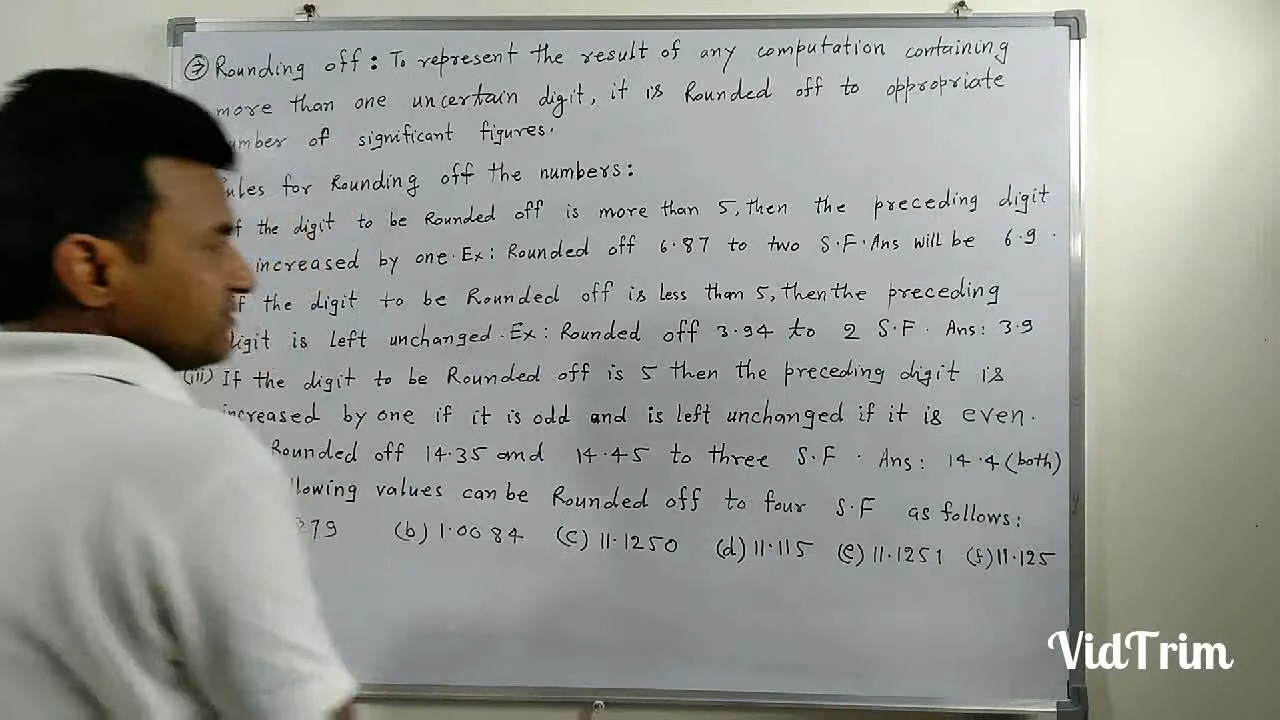 Rounding off: To represent the result of any computation containing
more than one uncertain digit, it is Rounded off to oppropriate
of significant figures.
for Rounding off the numbers:
the digit to be Rounded off is more than 5, then the preceding digit
increased by one. Ex: Rounded off 6.87 to two S.F. Ans will be 6.9.
If the digit to be Rounded off is less than 5, then the preceding
digit is left unchanged. Ex: Rounded off 3.94 to 2 S.F. Ans: 3.9
(iii) If the digit to be Rounded off is 5 then the preceding digit is
increased by one if it is odd and is left unchanged if it is even.
Rounded off 14.35 and 14.45 to three S.F. Ans: 14.4 (both)
values can be Rounded off to four S.F as follows:
79 (b) 1.0084 (c) 11.1250 (d) 11.115 (e) 11.1251 (f) 11.125
VidTrim